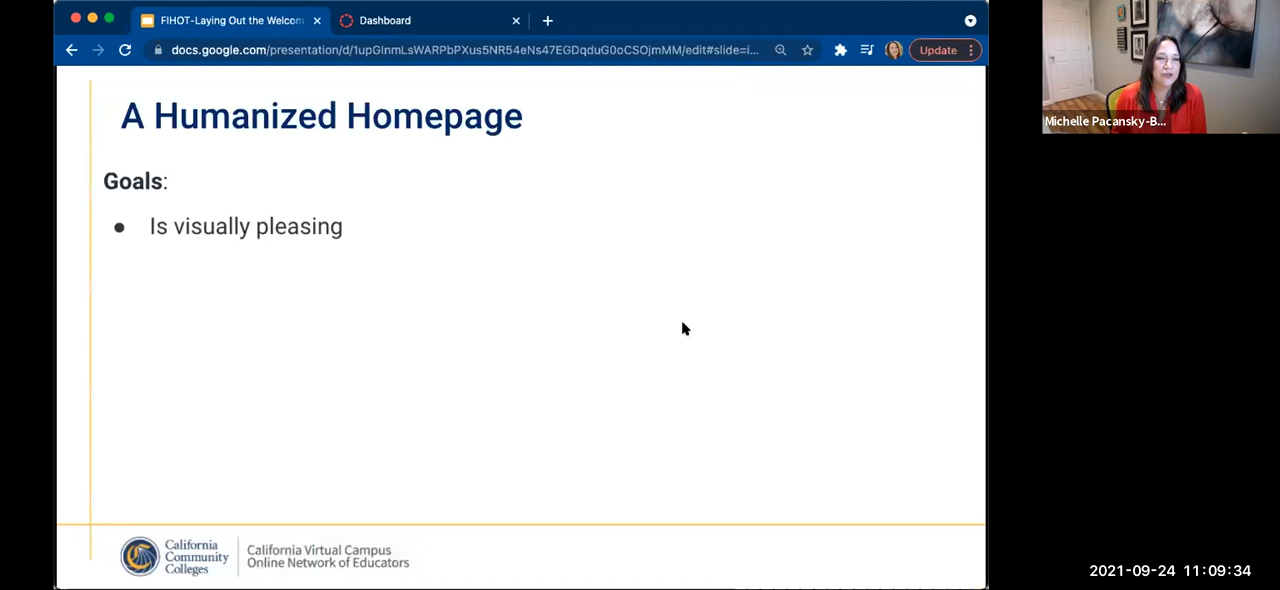 FIHOT-Laying Out the Welcom
Dashboard
docs.google.com/presentation/d/1upGlnmLsWARPbPXus5NR54eNs47EGDqduG0oCSOjmMM/edit#slide=i...
Update
Michelle Pacansky-B...
A Humanized Homepage
Goals:
● Is visually pleasing
California
Community
Colleges
California Virtual Campus
Online Network of Educators
2021-09-24 11:09:34